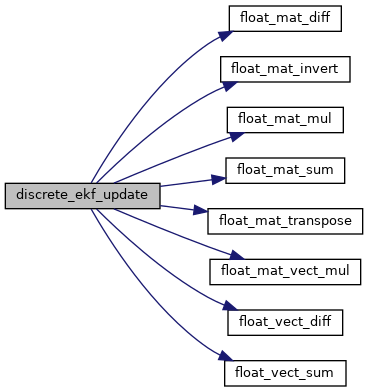 float_mat_diff
float_mat_invert
float_mat_mul
float_mat_sum
discrete_ekf_update
float_mat_transpose
float_mat_vect_mul
float_vect_diff
float_vect_sum